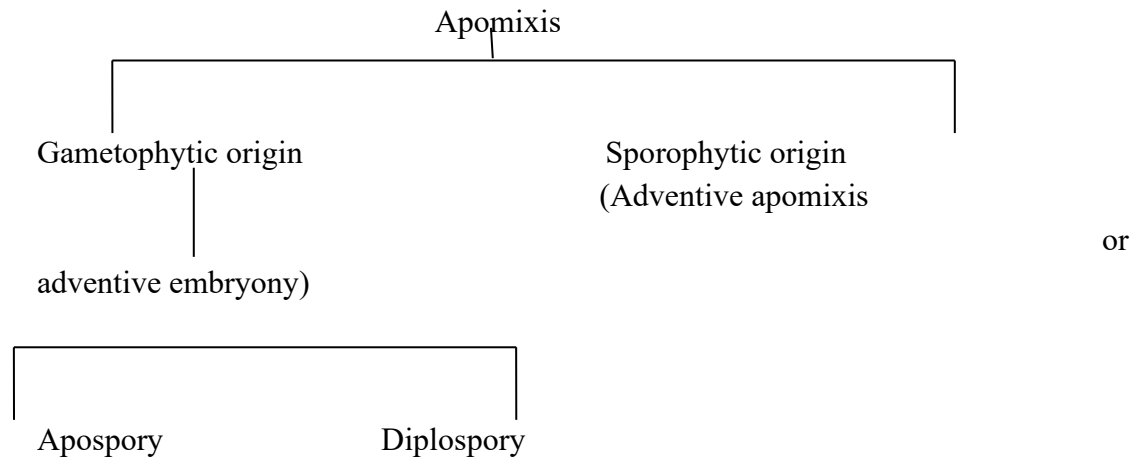 Apomixis
Gametophytic origin Sporophytic origin
(Adventive apomixis
or
adventive embryony)
Apospory Diplospory